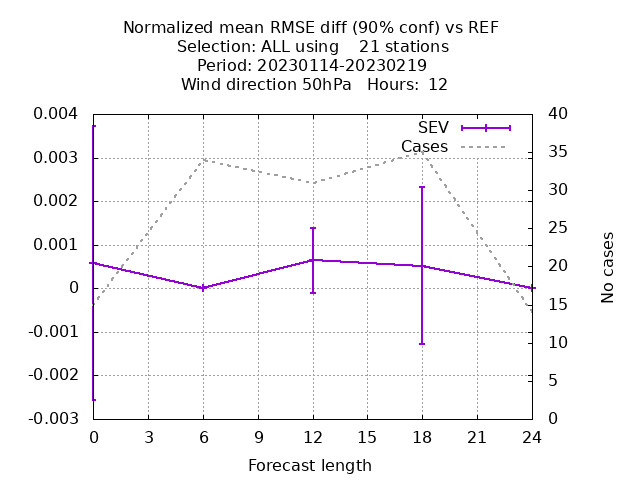 Normalized mean RMSE diff (90% conf) vs REF
Selection: ALL using    21 stations
Period: 20230114-20230219
Wind direction 50hPa   Hours:  12
SEV
Cases
0.004
0.003
0.002
0.001
0
-0.001
-0.002
-0.003
40
35
30
25
20
15
10
5
0
No cases
0 3 6 9 12 15 18 21 24
Forecast length